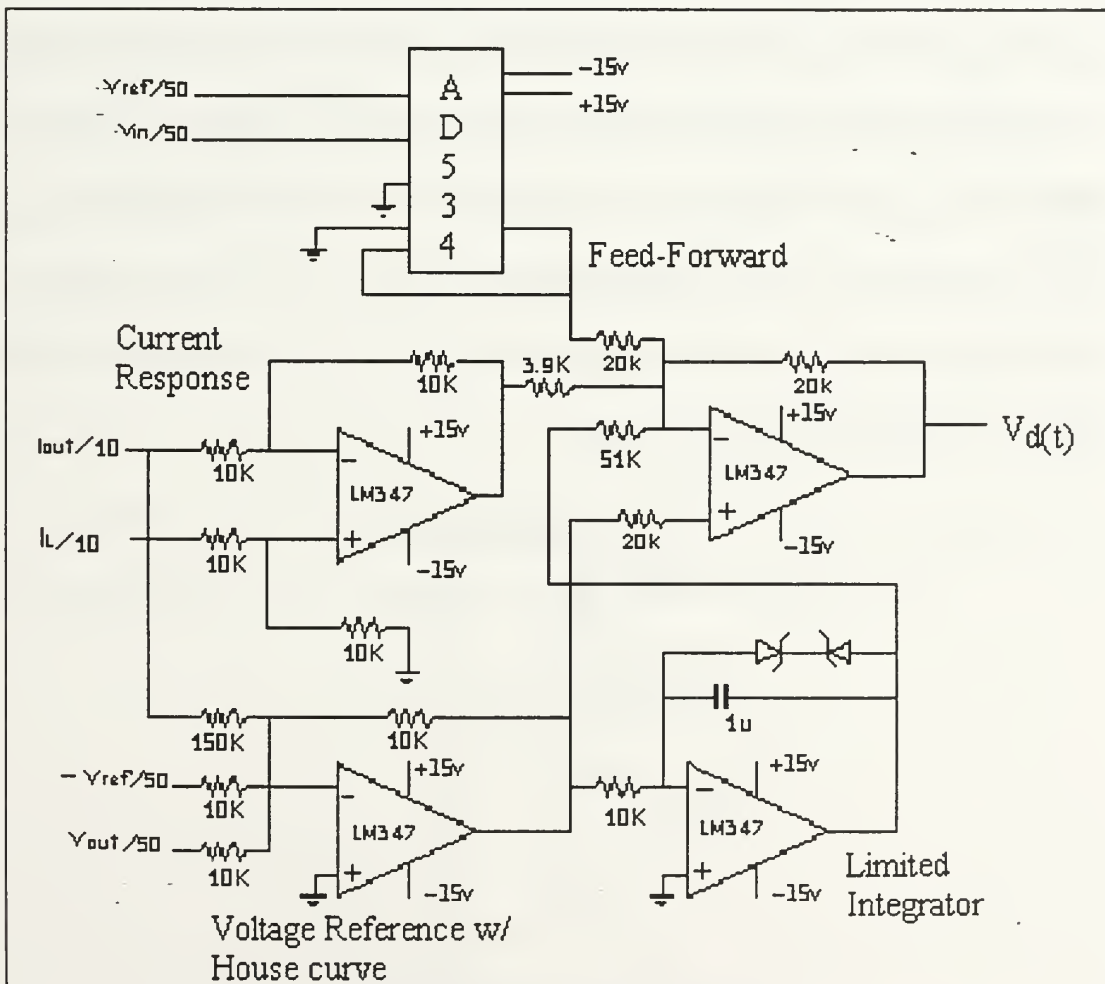 -Vref/50
Vin/50
A
D
5
3
4
-15v
+15v
Feed-Forward
Current
Response
10K
3.9K
20k
20k
Iout/10
10K
+15v
LM347
-15v
51K
+15v
LM347
-15v
Vd(t)
IL/10
10K
20K
10K
150K
10K
1u
- Vref/50
10K
+15v
LM347
-15v
10K
+15v
LM347
-15v
Vout/50
10K
Limited
Integrator
Voltage Reference w/
House curve